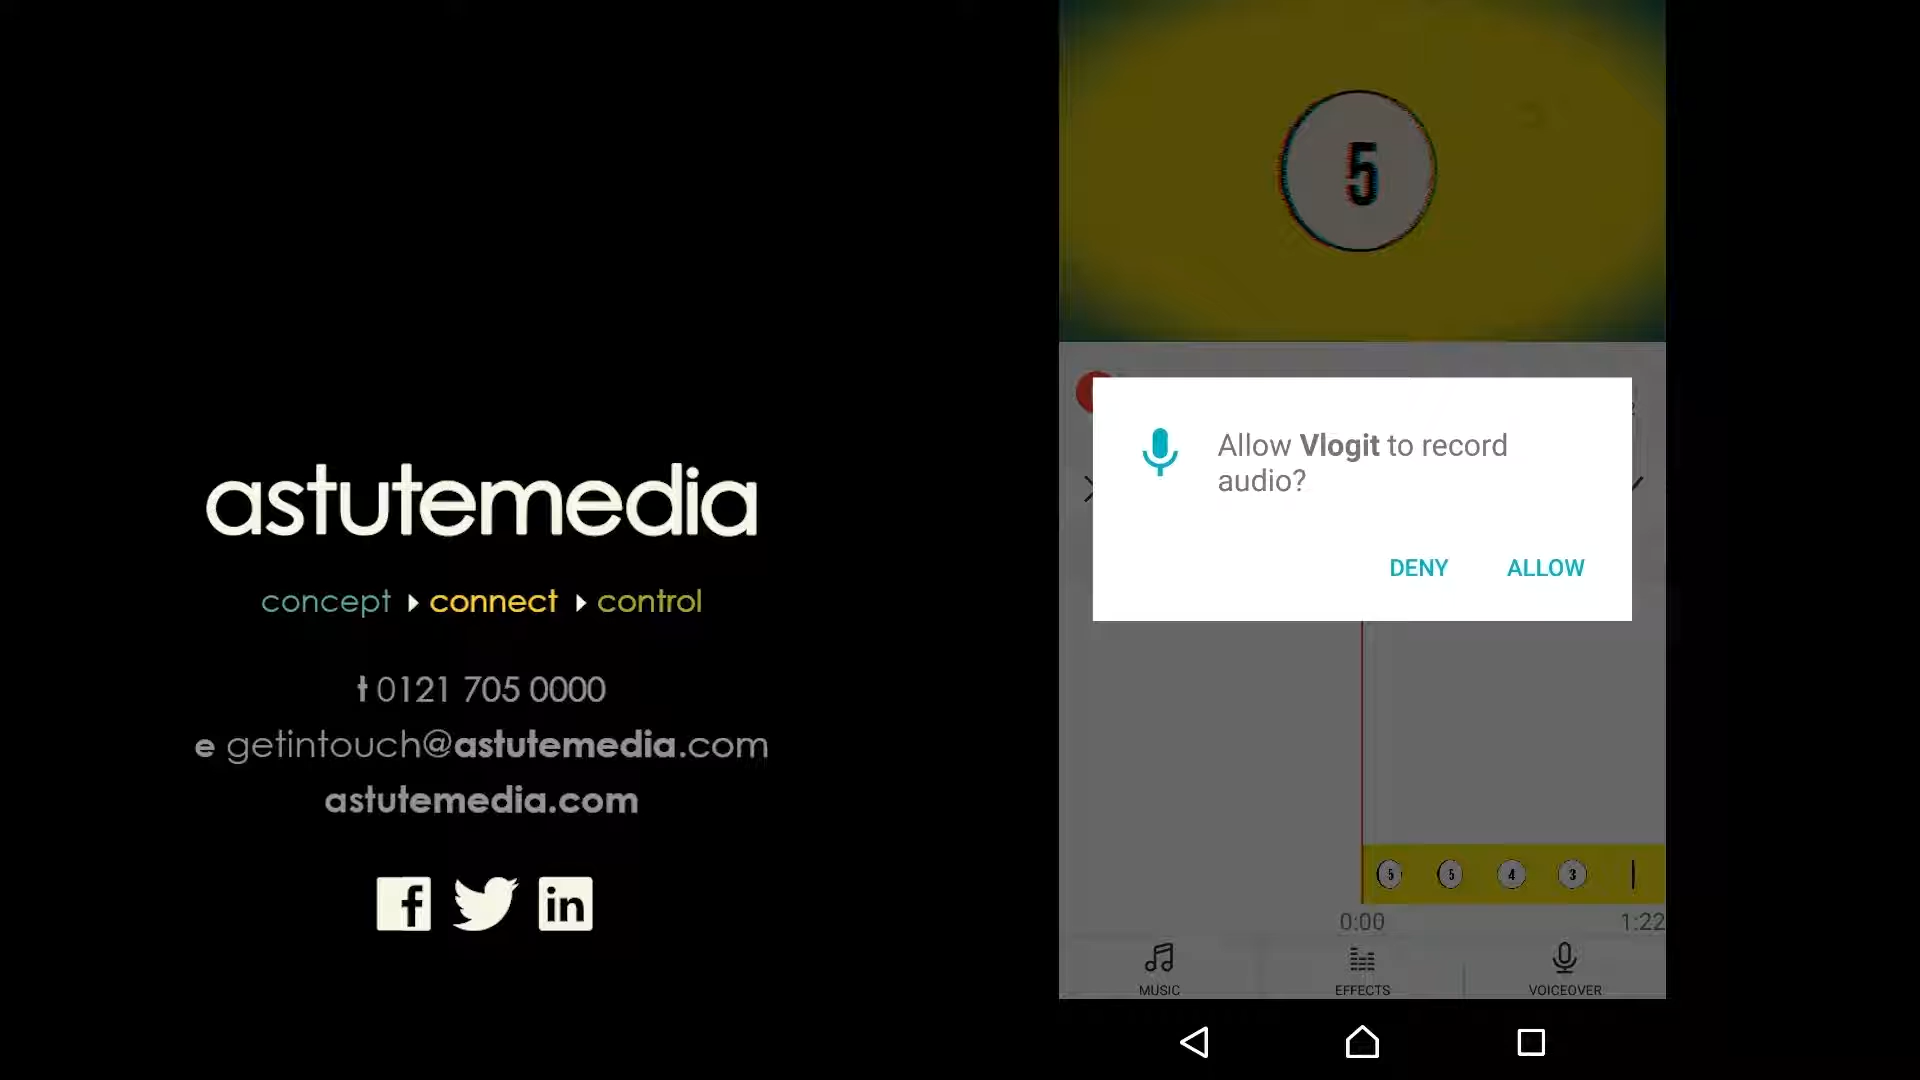 astutemedia
concept connect control
t 0121 705 0000
e getintouch@astutemedia.com
astutemedia.com
f
in
5
Allow Vlogit to record
audio?
DENY ALLOW
5 5 4 3
0:00 1:22
MUSIC EFFECTS VOICEOVER